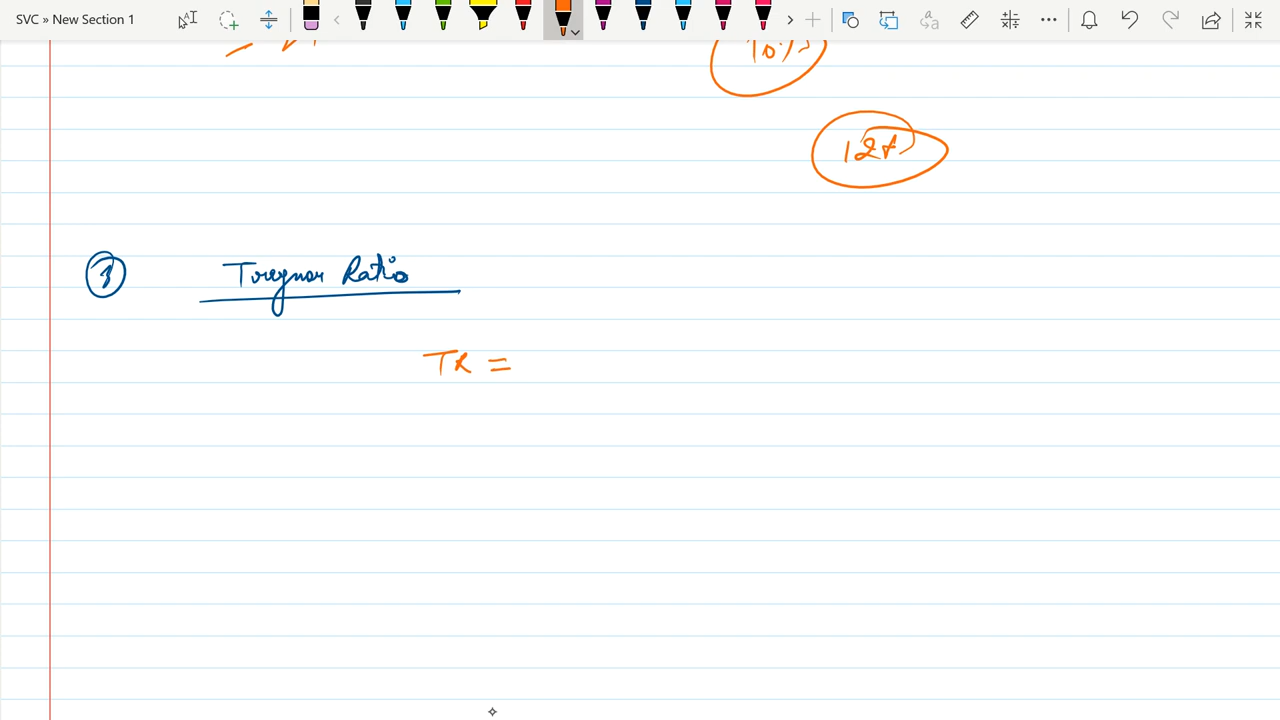 SVC » New Section 1
10%
12%
③ Treynor Ratio
TR =